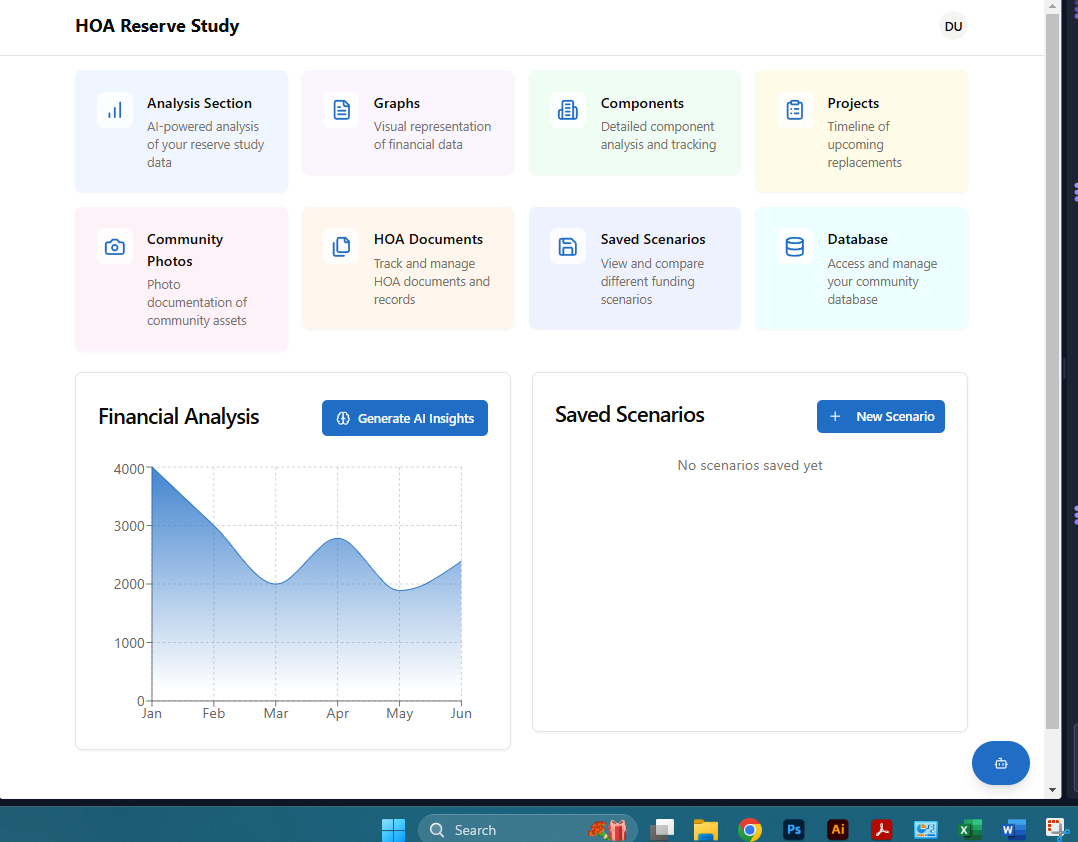 HOA Reserve Study
DU
Analysis Section
AI-powered analysis
of your reserve study
data
Graphs
Visual representation
of financial data
Components
Detailed component
analysis and tracking
Projects
Timeline of
upcoming
replacements
Community
Photos
Photo
documentation of
community assets
HOA Documents
Track and manage
HOA documents and
records
Saved Scenarios
View and compare
different funding
scenarios
Database
Access and manage
your community
database
Financial Analysis
Generate AI Insights
4000
3000
2000
1000
0
Jan Feb Mar Apr May Jun
Saved Scenarios
+ New Scenario
No scenarios saved yet
Search
Ps
Ai
X
W